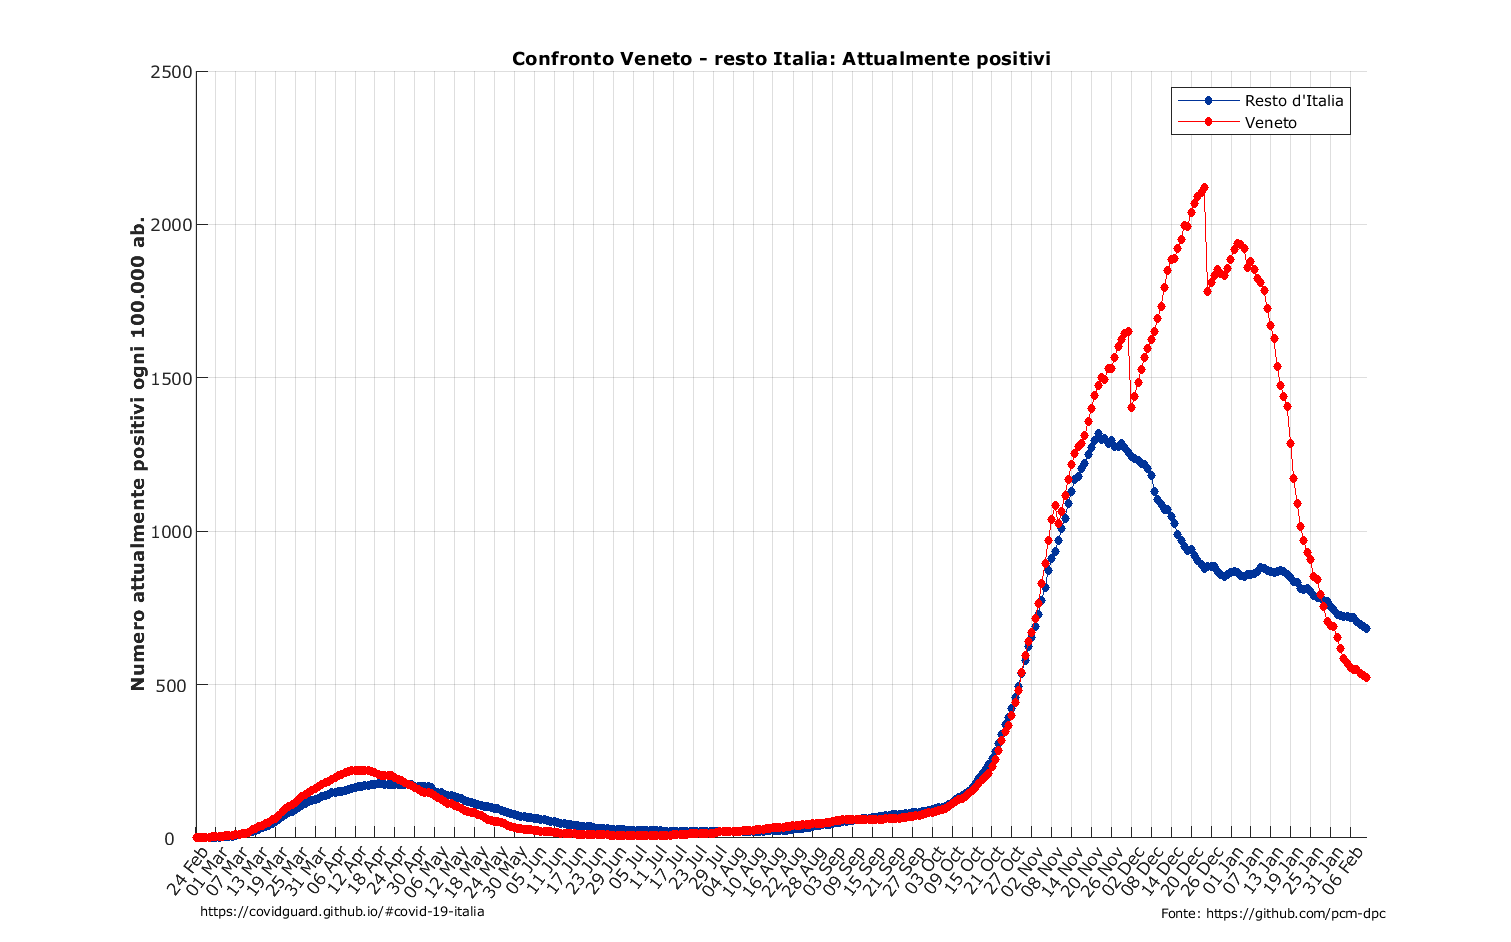 Confronto Veneto - resto Italia: Attualmente positivi
Resto d'Italia
Veneto
Numero attualmente positivi ogni 100.000 ab.
2500
2000
1500
1000
500
0
24 Feb
01 Mar
07 Mar
13 Mar
19 Mar
25 Mar
31 Mar
06 Apr
12 Apr
18 Apr
24 Apr
30 Apr
06 May
12 May
18 May
24 May
30 May
05 Jun
11 Jun
17 Jun
23 Jun
29 Jun
05 Jul
11 Jul
17 Jul
23 Jul
29 Jul
04 Aug
10 Aug
16 Aug
22 Aug
28 Aug
03 Sep
09 Sep
15 Sep
21 Sep
27 Sep
03 Oct
09 Oct
15 Oct
21 Oct
27 Oct
02 Nov
08 Nov
14 Nov
20 Nov
26 Nov
02 Dec
08 Dec
14 Dec
20 Dec
26 Dec
01 Jan
07 Jan
13 Jan
19 Jan
25 Jan
31 Jan
06 Feb
https://covidguard.github.io/#covid-19-italia
Fonte: https://github.com/pcm-dpc